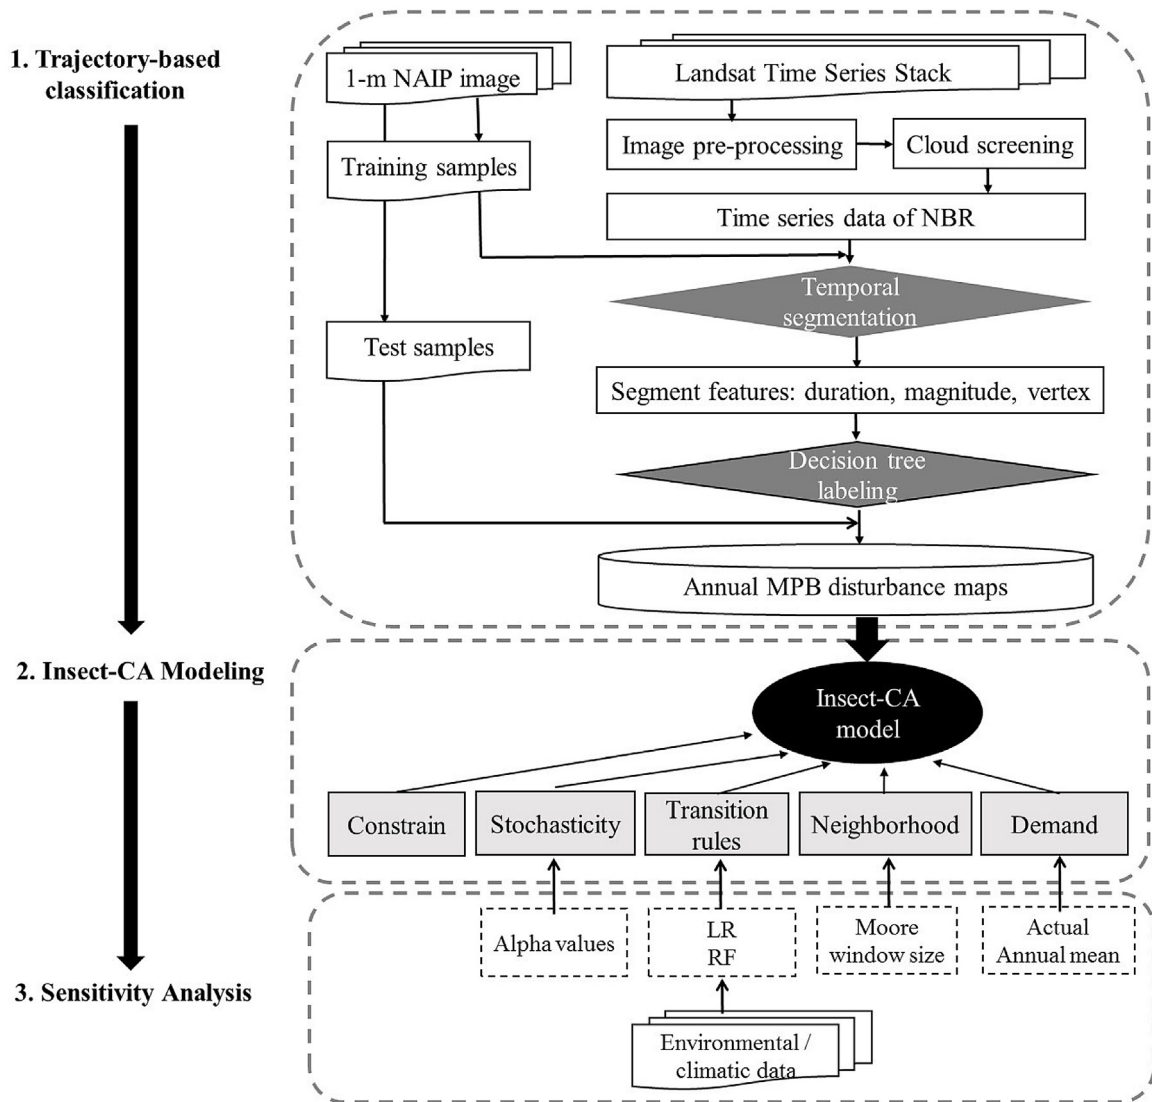 1. Trajectory-based
classification
1-m NAIP image
Landsat Time Series Stack
Image pre-processing
Cloud screening
Training samples
Time series data of NBR
Temporal
segmentation
Test samples
Segment features: duration, magnitude, vertex
Decision tree
labeling
Annual MPB disturbance maps
2. Insect-CA Modeling
Insect-CA
model
Constrain
Stochasticity
Transition
rules
Neighborhood
Demand
Alpha values
LR
RF
Moore
window size
Actual
Annual mean
3. Sensitivity Analysis
Environmental /
climatic data